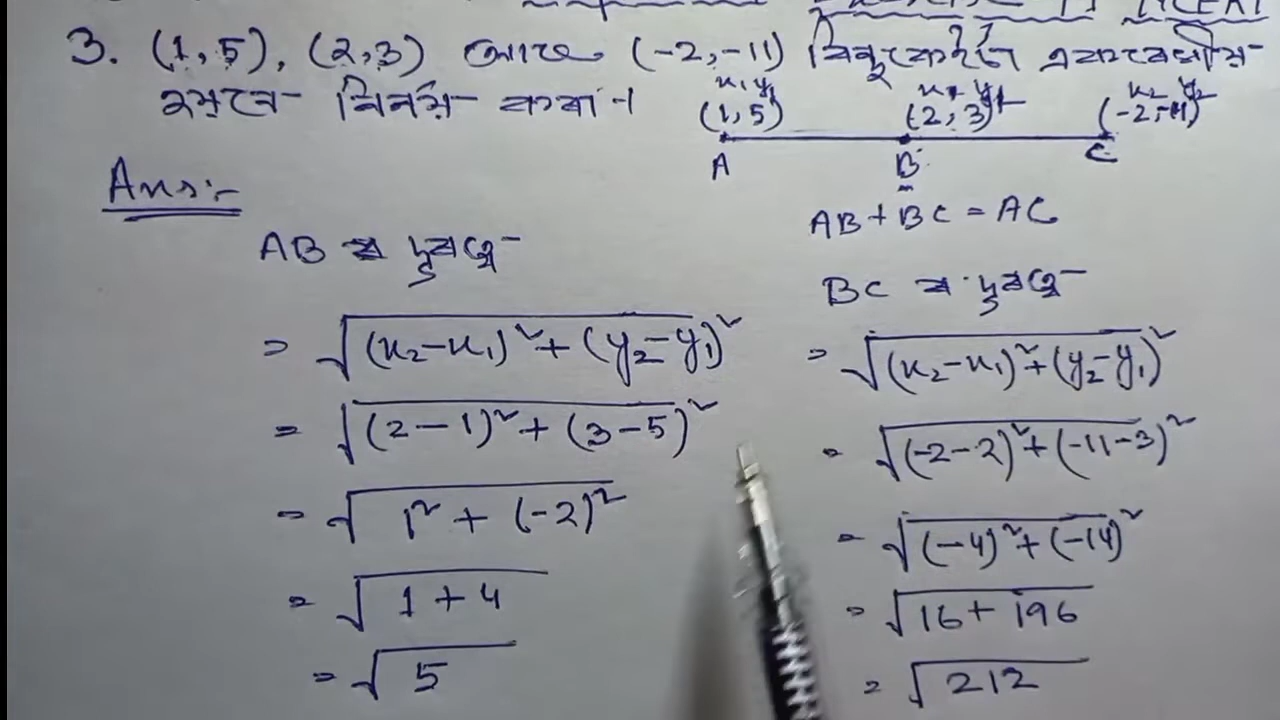 3. (1,5), (2,3) আৰু (-2,-11) বিন্দুকেইটা একৰেখীয়
হয়নে নিৰ্ণয় কৰা।
x₁ y₁
(1,5)
(2,3)
x₂ y₂
(-2,-11)
A B C
Ans:-
AB + BC = AC
AB ৰ দূৰত্ব
= √(x₂-x₁)² + (y₂-y₁)²
= √(2-1)² + (3-5)²
= √1² + (-2)²
= √1+4
= √5
BC ৰ দূৰত্ব
= √(x₂-x₁)² + (y₂-y₁)²
= √(-2-2)² + (-11-3)²
= √(-4)² + (-14)²
= √16 + 196
= √212